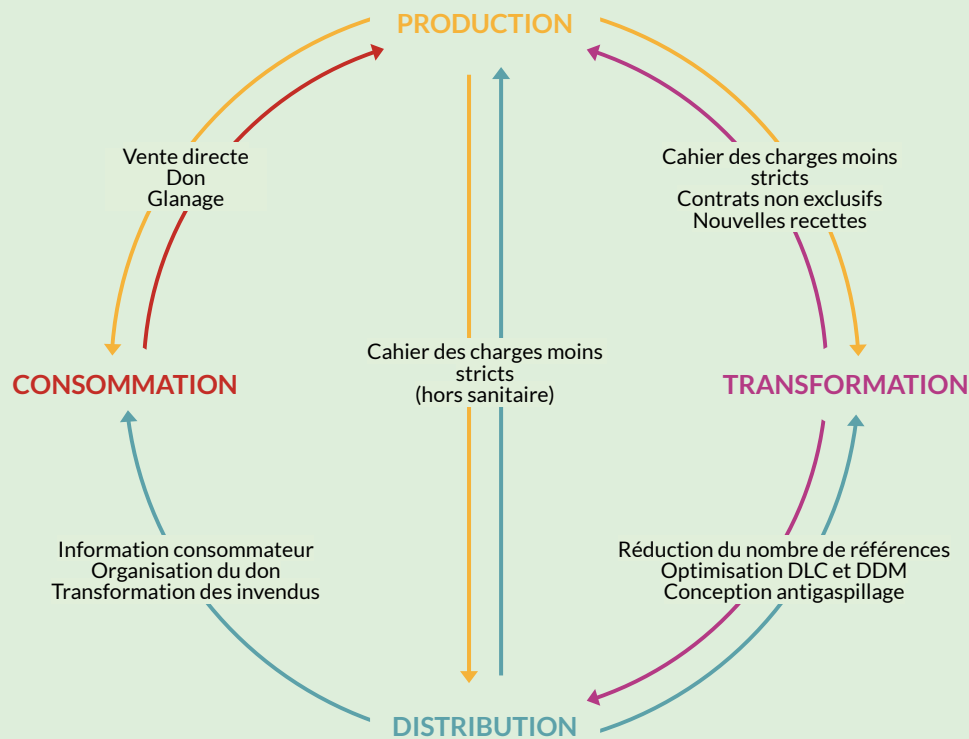 PRODUCTION
Vente directe
Don
Glanage
Cahier des charges moins
stricts
Contrats non exclusifs
Nouvelles recettes
Cahier des charges moins
stricts
(hors sanitaire)
CONSOMMATION
TRANSFORMATION
Information consommateur
Organisation du don
Transformation des invendus
Réduction du nombre de références
Optimisation DLC et DDM
Conception antigaspillage
DISTRIBUTION